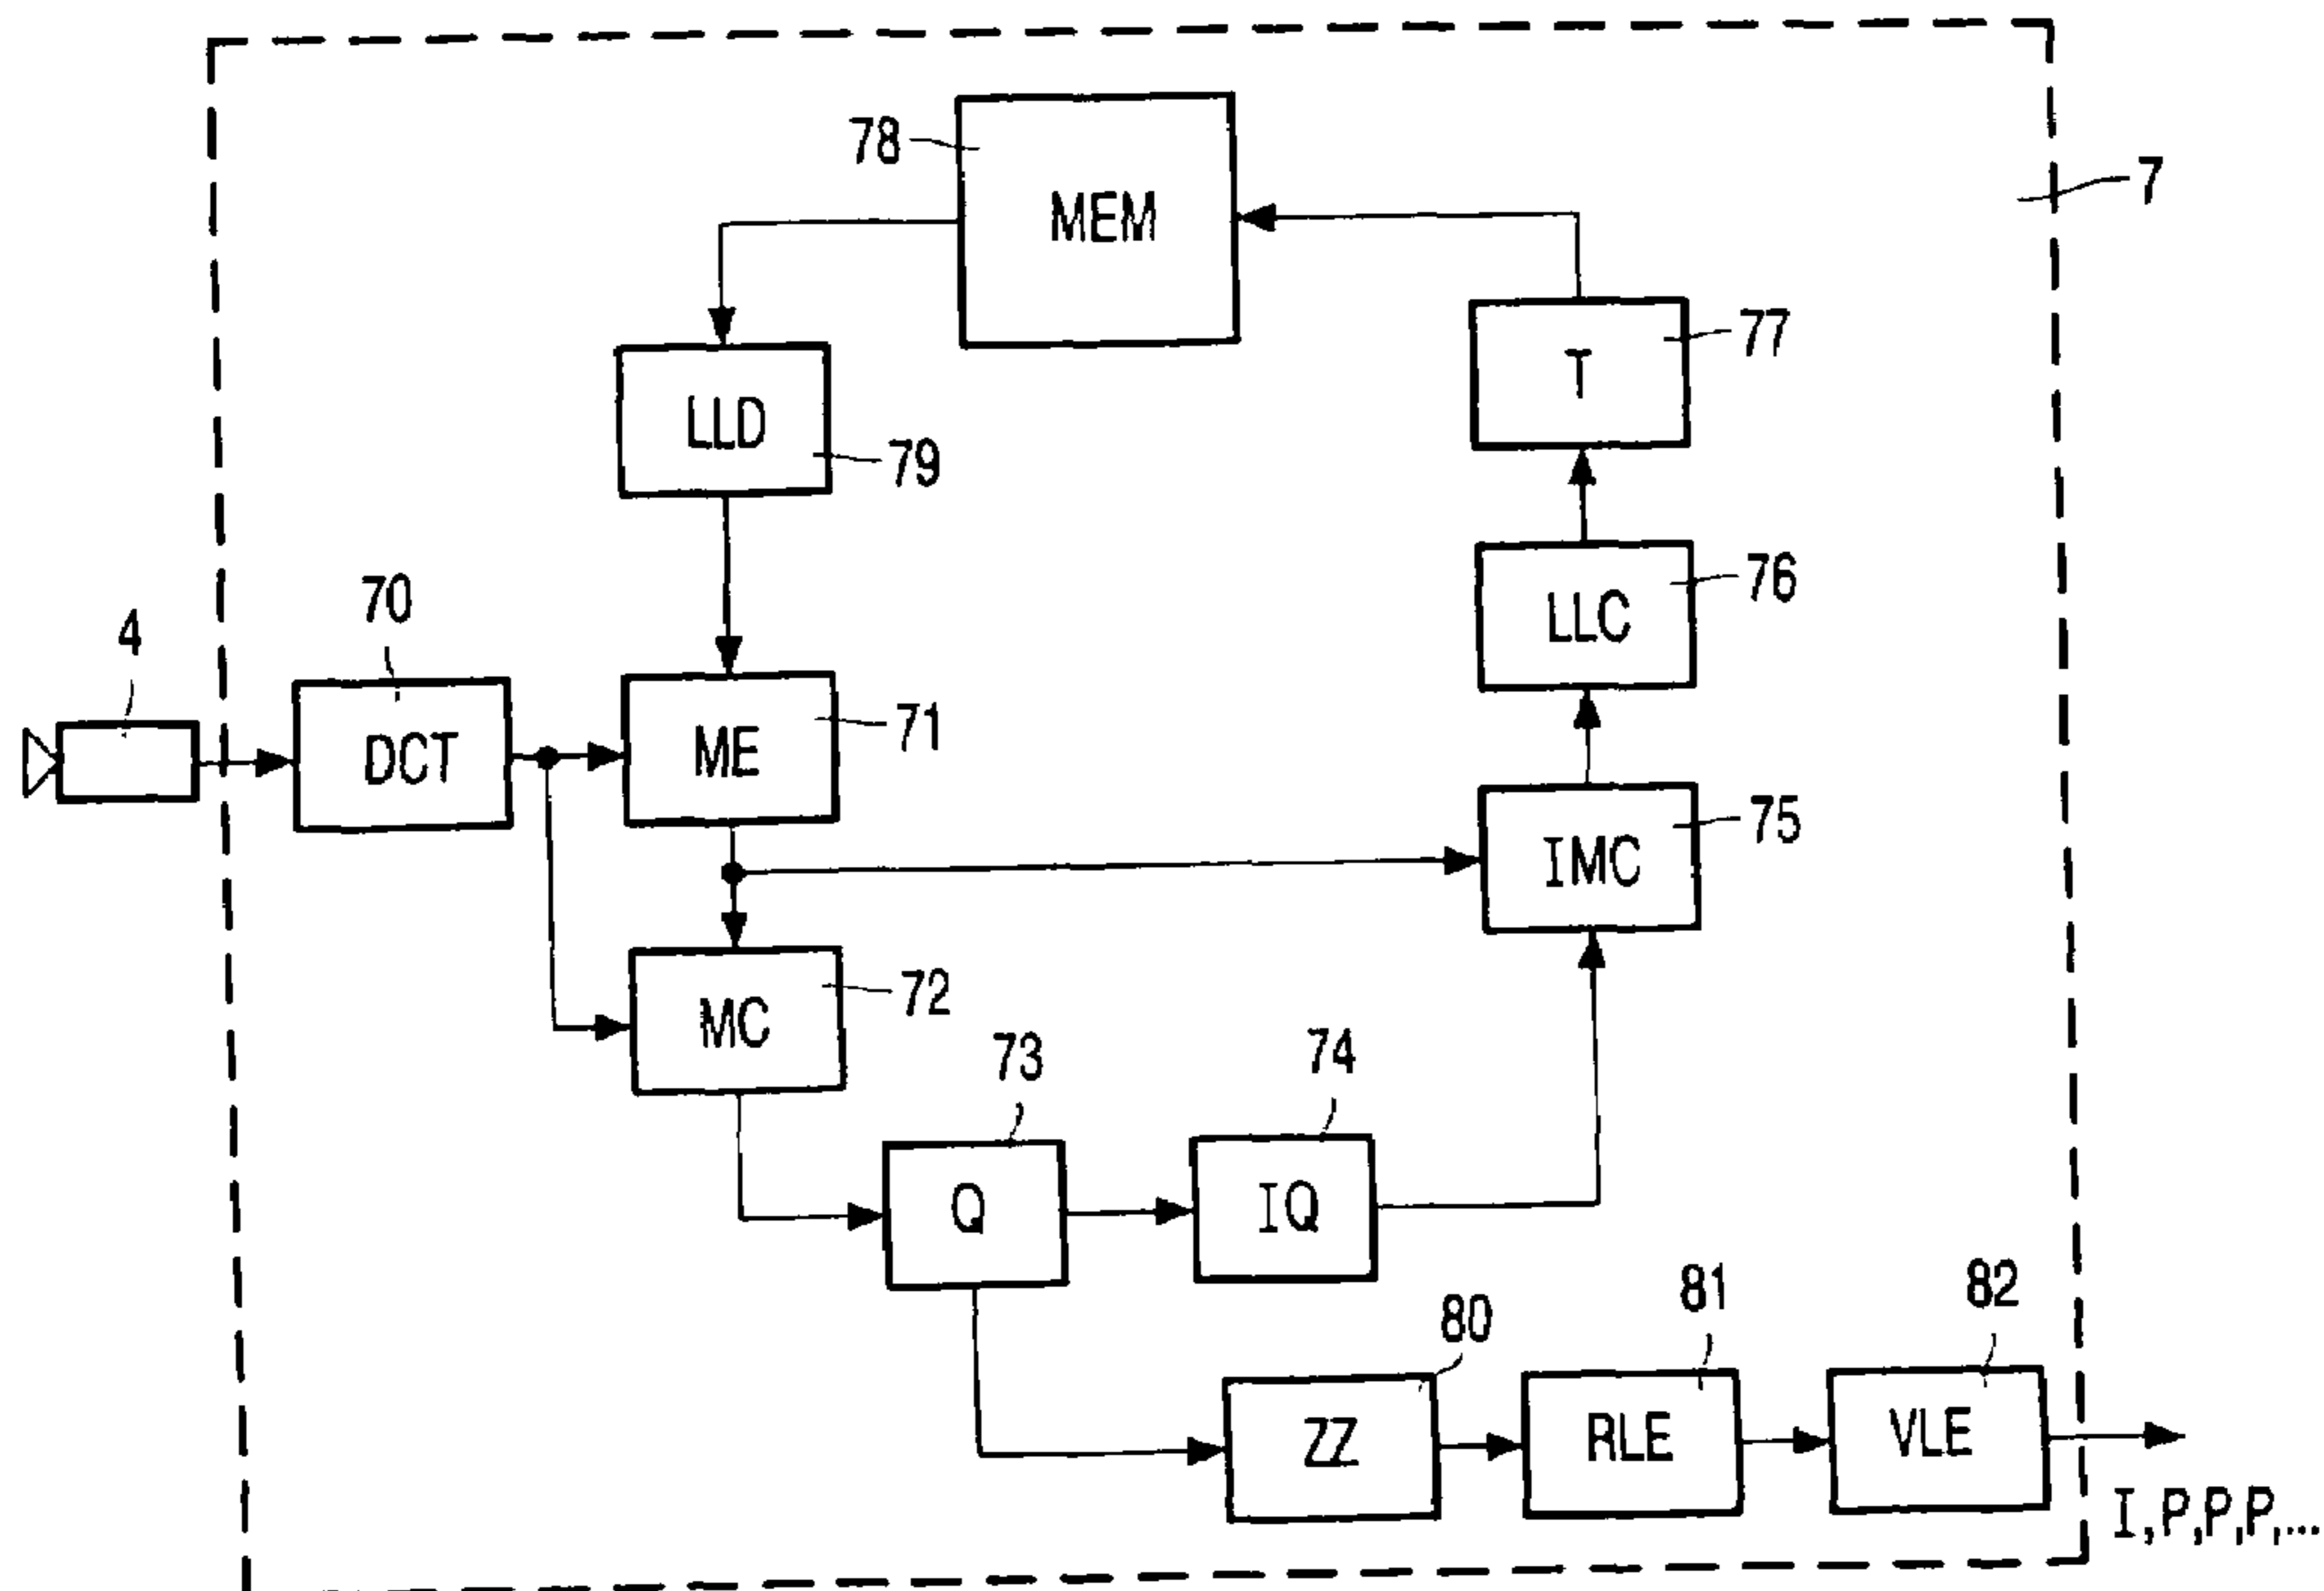 78
MEM
7
77
T
LLD
79
76
LLC
70
4
DCT
ME
71
75
IMC
MC
72
73
74
Q
IQ
80
81
82
ZZ
RLE
VLE
I,P,P,P,...